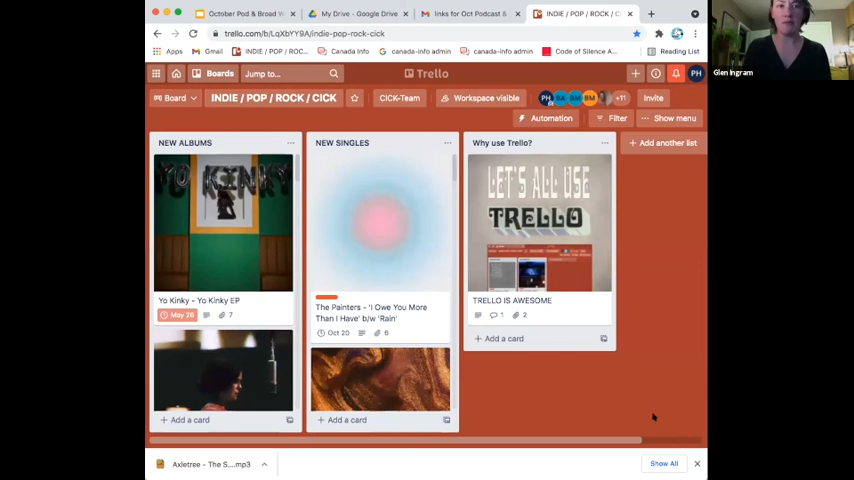 October Pod & Broad W
My Drive - Google Drive
links for Oct Podcast &
INDIE / POP / ROCK / C
trello.com/b/LqXbYY9A/indie-pop-rock-cick
Apps
Gmail
INDIE / POP / ROC...
Canada Info
canada-info admin
canada-info admin
Code of Silence A...
Reading List
Glen Ingram
Boards
Jump to...
Trello
PH
Board
INDIE / POP / ROCK / CICK
CICK-Team
Workspace visible
PH
BA
BM
BM
+11
Invite
Automation
Filter
Show menu
NEW ALBUMS
NEW SINGLES
Why use Trello?
Add another list
YO KINKY
LET'S ALL USE
TRELLO
Yo Kinky - Yo Kinky EP
May 28
7
The Painters - 'I Owe You More
Than I Have' b/w 'Rain'
Oct 20
6
TRELLO IS AWESOME
1
2
+ Add a card
+ Add a card
+ Add a card
Axletree - The S....mp3
Show All